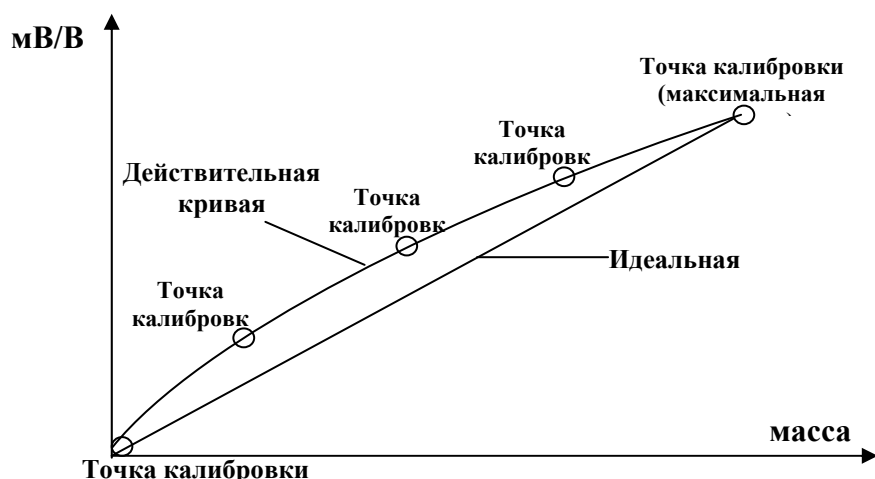 мВ/В
Точка калибровки
(максимальная
Точка
калибровк
Действительная
кривая
Точка
калибровк
Идеальная
Точка
калибровк
масса
Точка калибровки